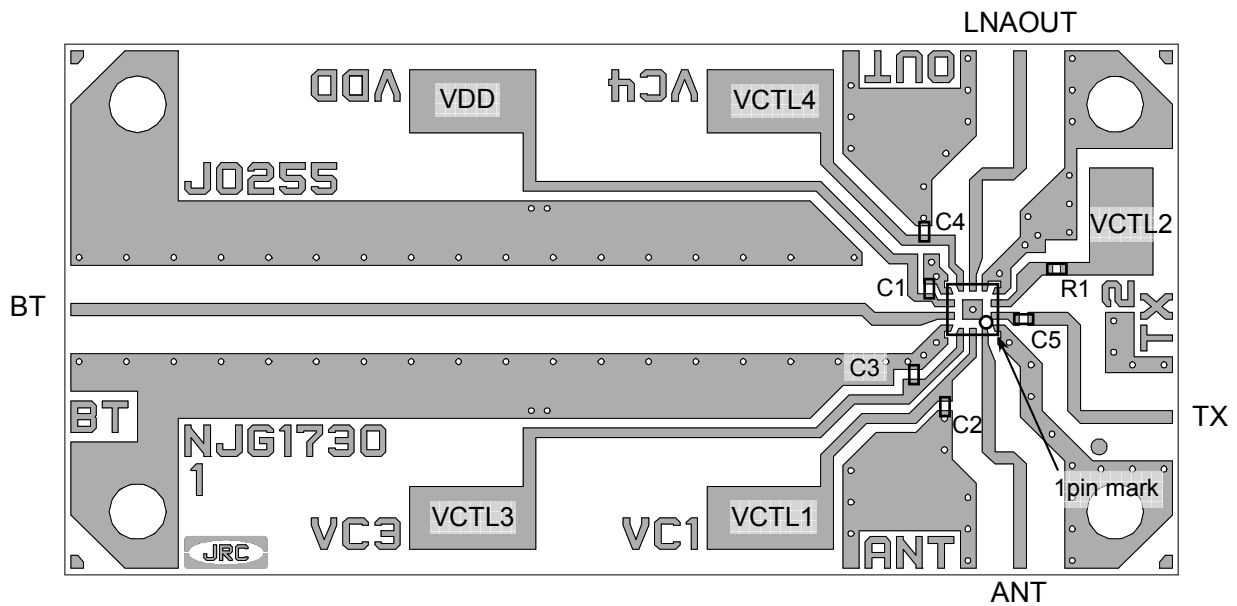 LNAOUT
VDD
VDD
VC4
VCTL4
OUT
J0255
C4
VCTL2
C1
R1
2
BT
TX
C5
C3
TX
BT
C2
NJG1730
1
1pin mark
VC3
VCTL3
VC1
VCTL1
JRC
ANT
ANT